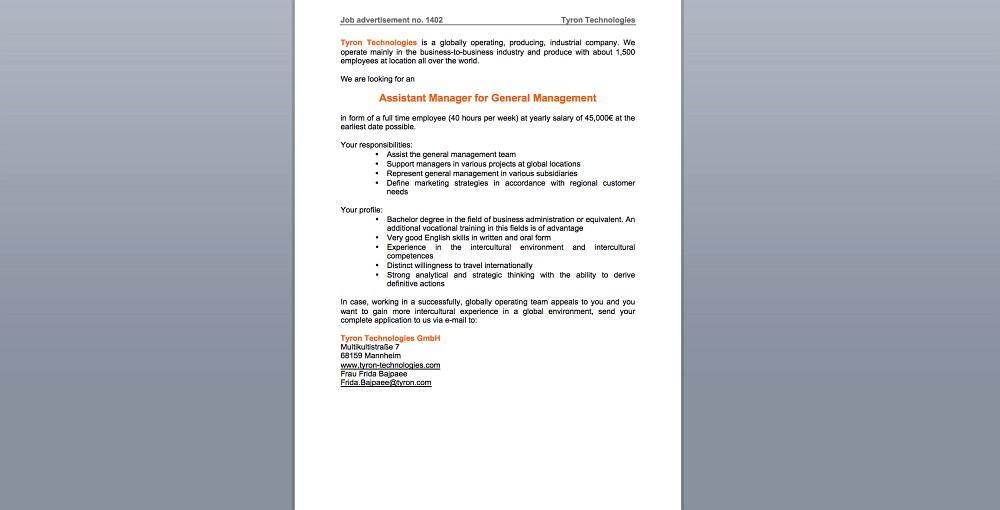 Job advertisement no. 1402 Tyron Technologies
Tyron Technologies is a globally operating, producing, industrial company. We
operate mainly in the business-to-business industry and produce with about 1,500
employees at location all over the world.
We are looking for an
Assistant Manager for General Management
in form of a full time employee (40 hours per week) at yearly salary of 45,000€ at the
earliest date possible.
Your responsibilities:
• Assist the general management team
• Support managers in various projects at global locations
• Represent general management in various subsidiaries
• Define marketing strategies in accordance with regional customer
needs
Your profile:
• Bachelor degree in the field of business administration or equivalent. An
additional vocational training in this fields is of advantage
• Very good English skills in written and oral form
• Experience in the intercultural environment and intercultural
competences
• Distinct willingness to travel internationally
• Strong analytical and strategic thinking with the ability to derive
definitive actions
In case, working in a successfully, globally operating team appeals to you and you
want to gain more intercultural experience in a global environment, send your
complete application to us via e-mail to:
Tyron Technologies GmbH
Multikultistraße 7
68159 Mannheim
www.tyron-technologies.com
Frau Frida Bajpaee
Frida.Bajpaee@tyron.com